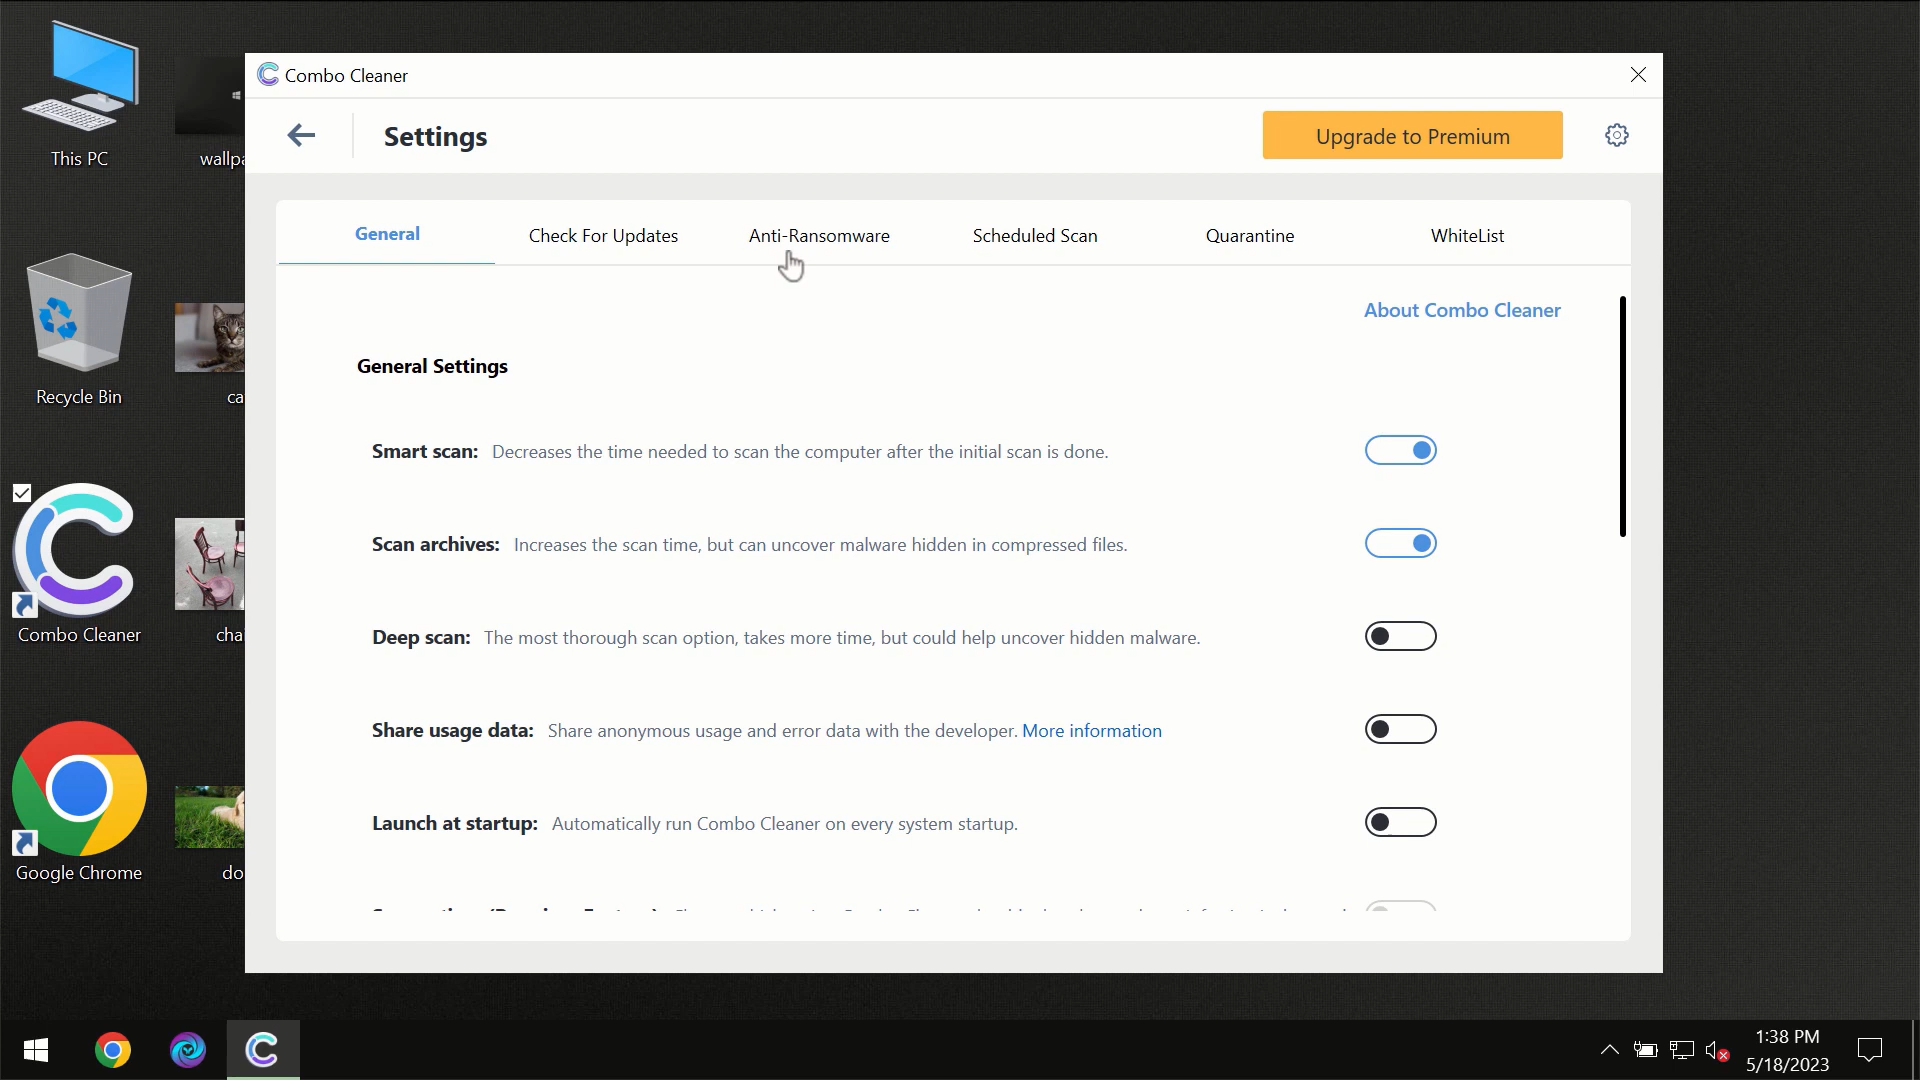 Combo Cleaner
Settings
Upgrade to Premium
General
Check For Updates
Anti-Ransomware
Scheduled Scan
Quarantine
WhiteList
About Combo Cleaner
General Settings
Smart scan: Decreases the time needed to scan the computer after the initial scan is done.
Scan archives: Increases the scan time, but can uncover malware hidden in compressed files.
Deep scan: The most thorough scan option, takes more time, but could help uncover hidden malware.
Share usage data: Share anonymous usage and error data with the developer. More information
Launch at startup: Automatically run Combo Cleaner on every system startup.
This PC
wallpa
Recycle Bin
ca
Combo Cleaner
chai
Google Chrome
do
1:38 PM
5/18/2023